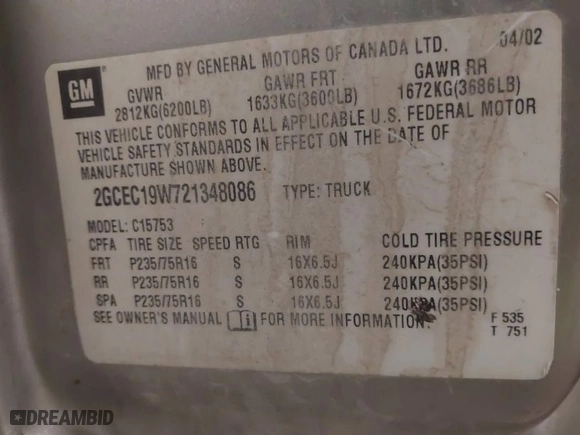 GM
MFD BY GENERAL MOTORS OF CANADA LTD. 04/02
GVWR GAWR FRT GAWR RR
2812KG(6200LB) 1633KG(3600LB) 1672KG(3686LB)
THIS VEHICLE CONFORMS TO ALL APPLICABLE U.S. FEDERAL MOTOR
VEHICLE SAFETY STANDARDS IN EFFECT ON THE DATE OF
MANUFACTURE SHOWN ABOVE.
2GCEC19W721348086 TYPE: TRUCK
MODEL: C15753
CPFA TIRE SIZE SPEED RTG RIM COLD TIRE PRESSURE
FRT P235/75R16 S 16X6.5J 240KPA(35PSI)
RR P235/75R16 S 16X6.5J 240KPA(35PSI)
SPA P235/75R16 S 16X6.5J 240KPA(35PSI)
SEE OWNER'S MANUAL FOR MORE INFORMATION. F 535
T 751
DREAMBID